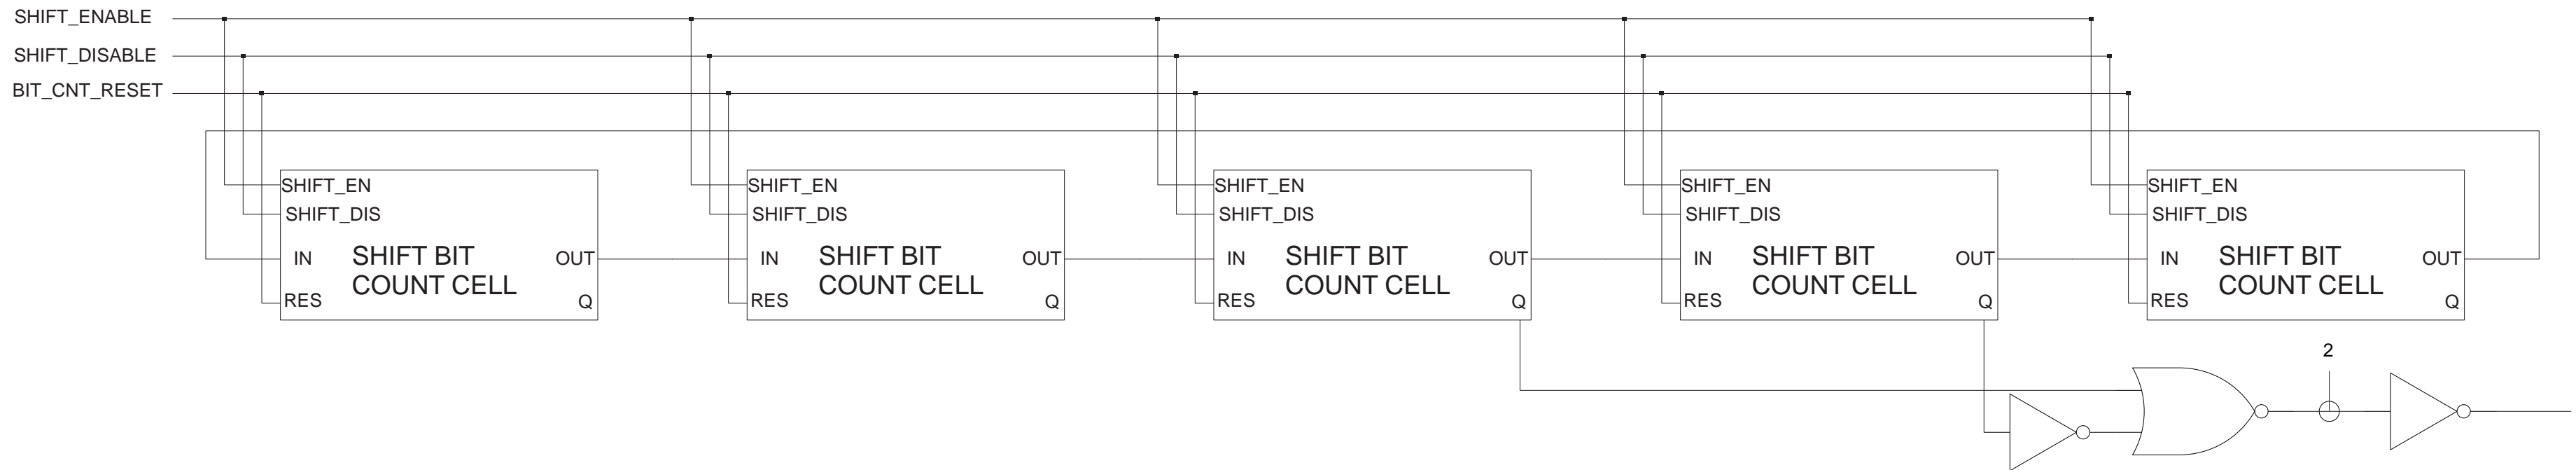 SHIFT_ENABLE
SHIFT_DISABLE
BIT_CNT_RESET
SHIFT_EN
SHIFT_DIS
IN
SHIFT BIT
COUNT CELL
OUT
RES
Q
SHIFT_EN
SHIFT_DIS
IN
SHIFT BIT
COUNT CELL
OUT
RES
Q
SHIFT_EN
SHIFT_DIS
IN
SHIFT BIT
COUNT CELL
OUT
RES
Q
SHIFT_EN
SHIFT_DIS
IN
SHIFT BIT
COUNT CELL
OUT
RES
Q
SHIFT_EN
SHIFT_DIS
IN
SHIFT BIT
COUNT CELL
OUT
RES
Q
2